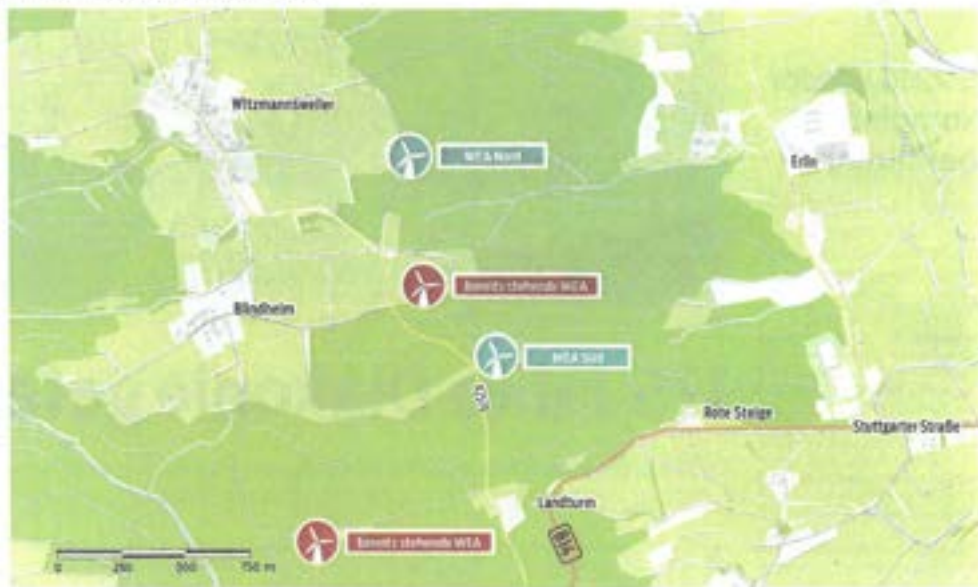 Witzmannsweiler
WEA Nord
Erlle
Bereits stehende WEA
Blindheim
WEA Süd
Rote Steige
Stuttgarter Straße
Landturm
B14
Bereits stehende WEA
0 250 500 750 m